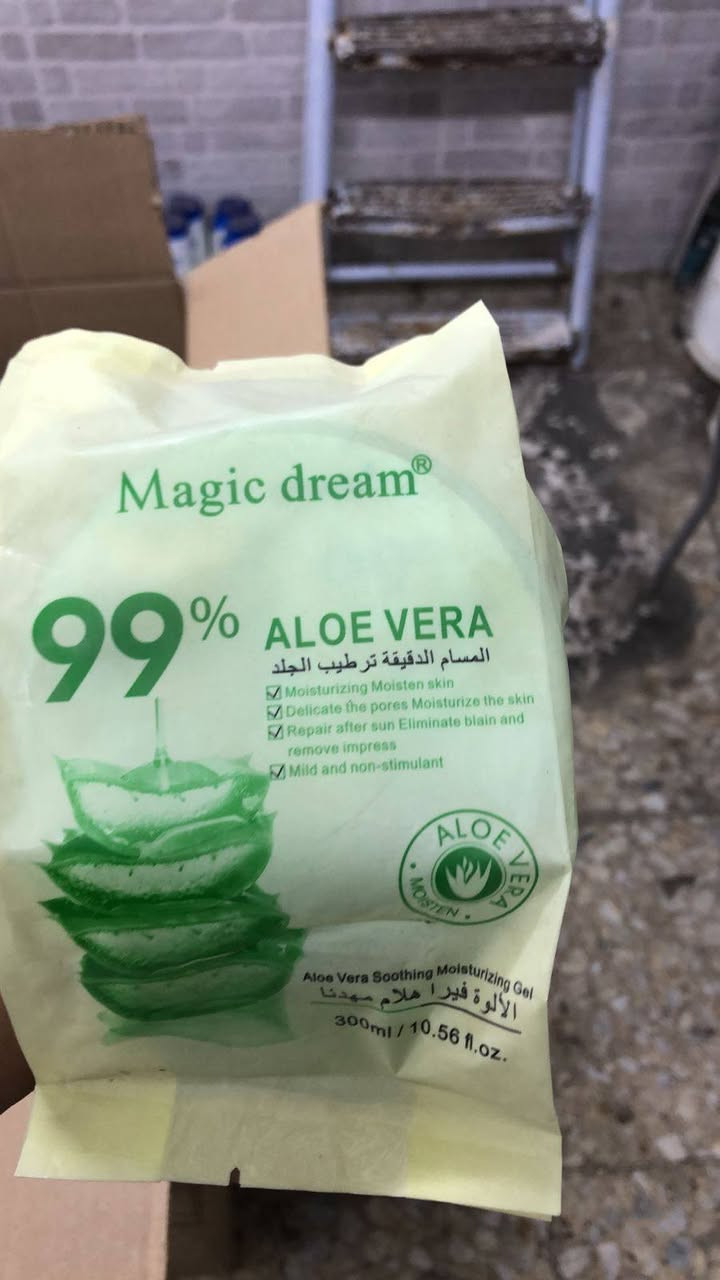 Magic dream®
99% ALOE VERA
المسام الدقيقة ترطيب الجلد
Moisturizing Moisten skin
Delicate the pores Moisturize the skin
Repair after sun Eliminate blain and
remove impress
Mild and non-stimulant
ALOE VERA
MOISTEN
Aloe Vera Soothing Moisturizing Gel
الألوة فيرا هلام مهدئا
300ml / 10.56 fl.oz.